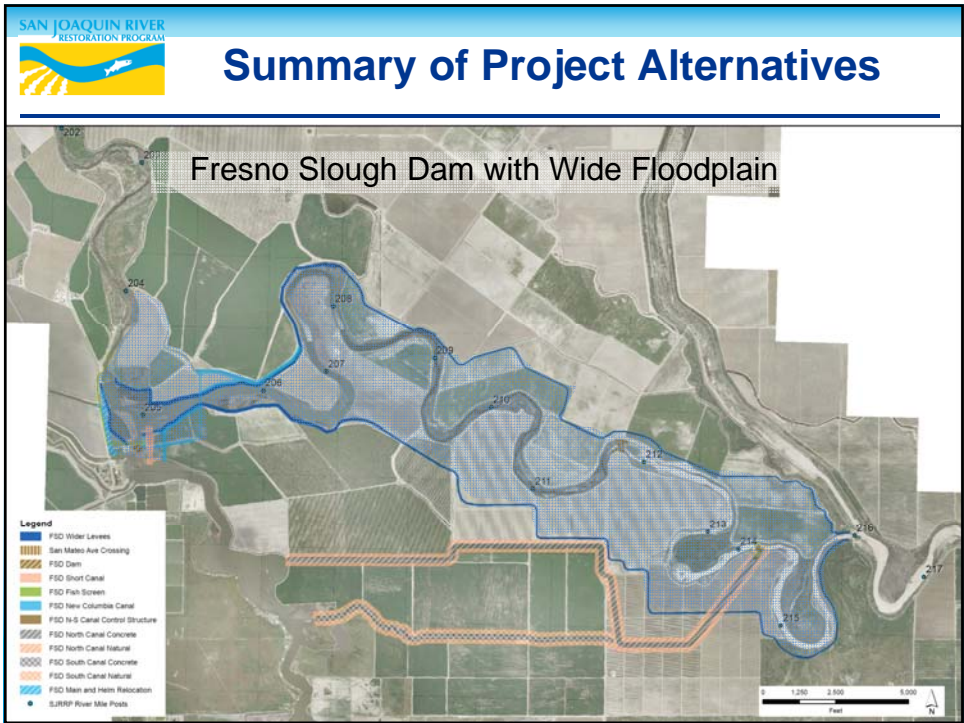 SAN JOAQUIN RIVER
RESTORATION PROGRAM
Summary of Project Alternatives
Fresno Slough Dam with Wide Floodplain
202
204
205
206
207
208
209
210
211
212
213
214
215
216
217
Legend
FSD Wider Levees
San Mateo Ave Crossing
FSD Dam
FSD Short Canal
FSD Fish Screen
FSD New Columbia Canal
FSD N-S Canal Control Structure
FSD North Canal Concrete
FSD North Canal Natural
FSD South Canal Concrete
FSD South Canal Natural
FSD Main and Helm Relocation
SJRRP River Mile Posts
0 1,250 2,500 5,000
Feet
N